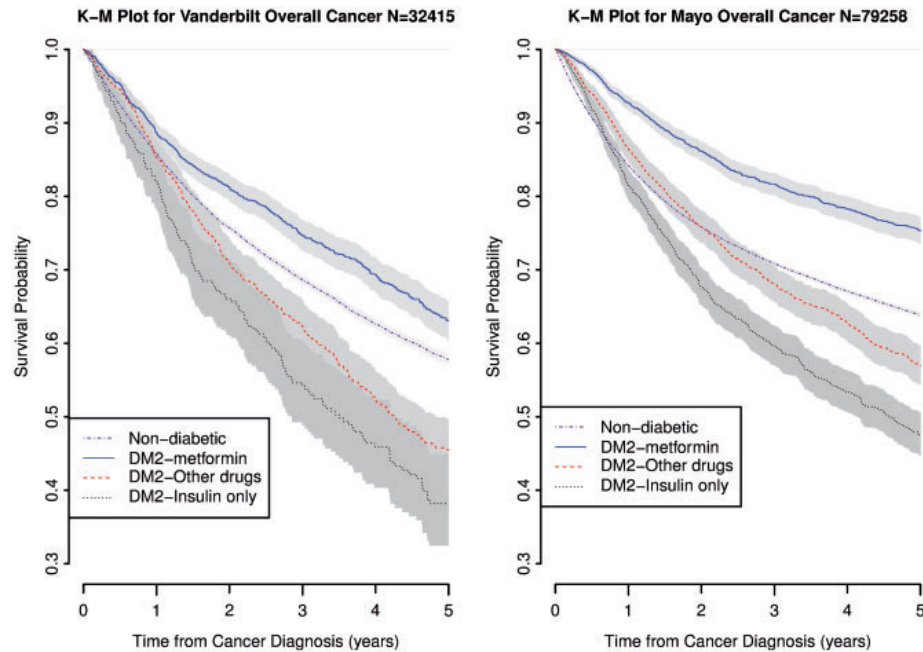 K-M Plot for Vanderbilt Overall Cancer N=32415
1.0
0.9
0.8
0.7
0.6
0.5
0.4
0.3
Survival Probability
Non-diabetic
DM2-metformin
DM2-Other drugs
DM2-Insulin only
0 1 2 3 4 5
Time from Cancer Diagnosis (years)
K-M Plot for Mayo Overall Cancer N=79258
1.0
0.9
0.8
0.7
0.6
0.5
0.4
0.3
Survival Probability
Non-diabetic
DM2-metformin
DM2-Other drugs
DM2-Insulin only
0 1 2 3 4 5
Time from Cancer Diagnosis (years)